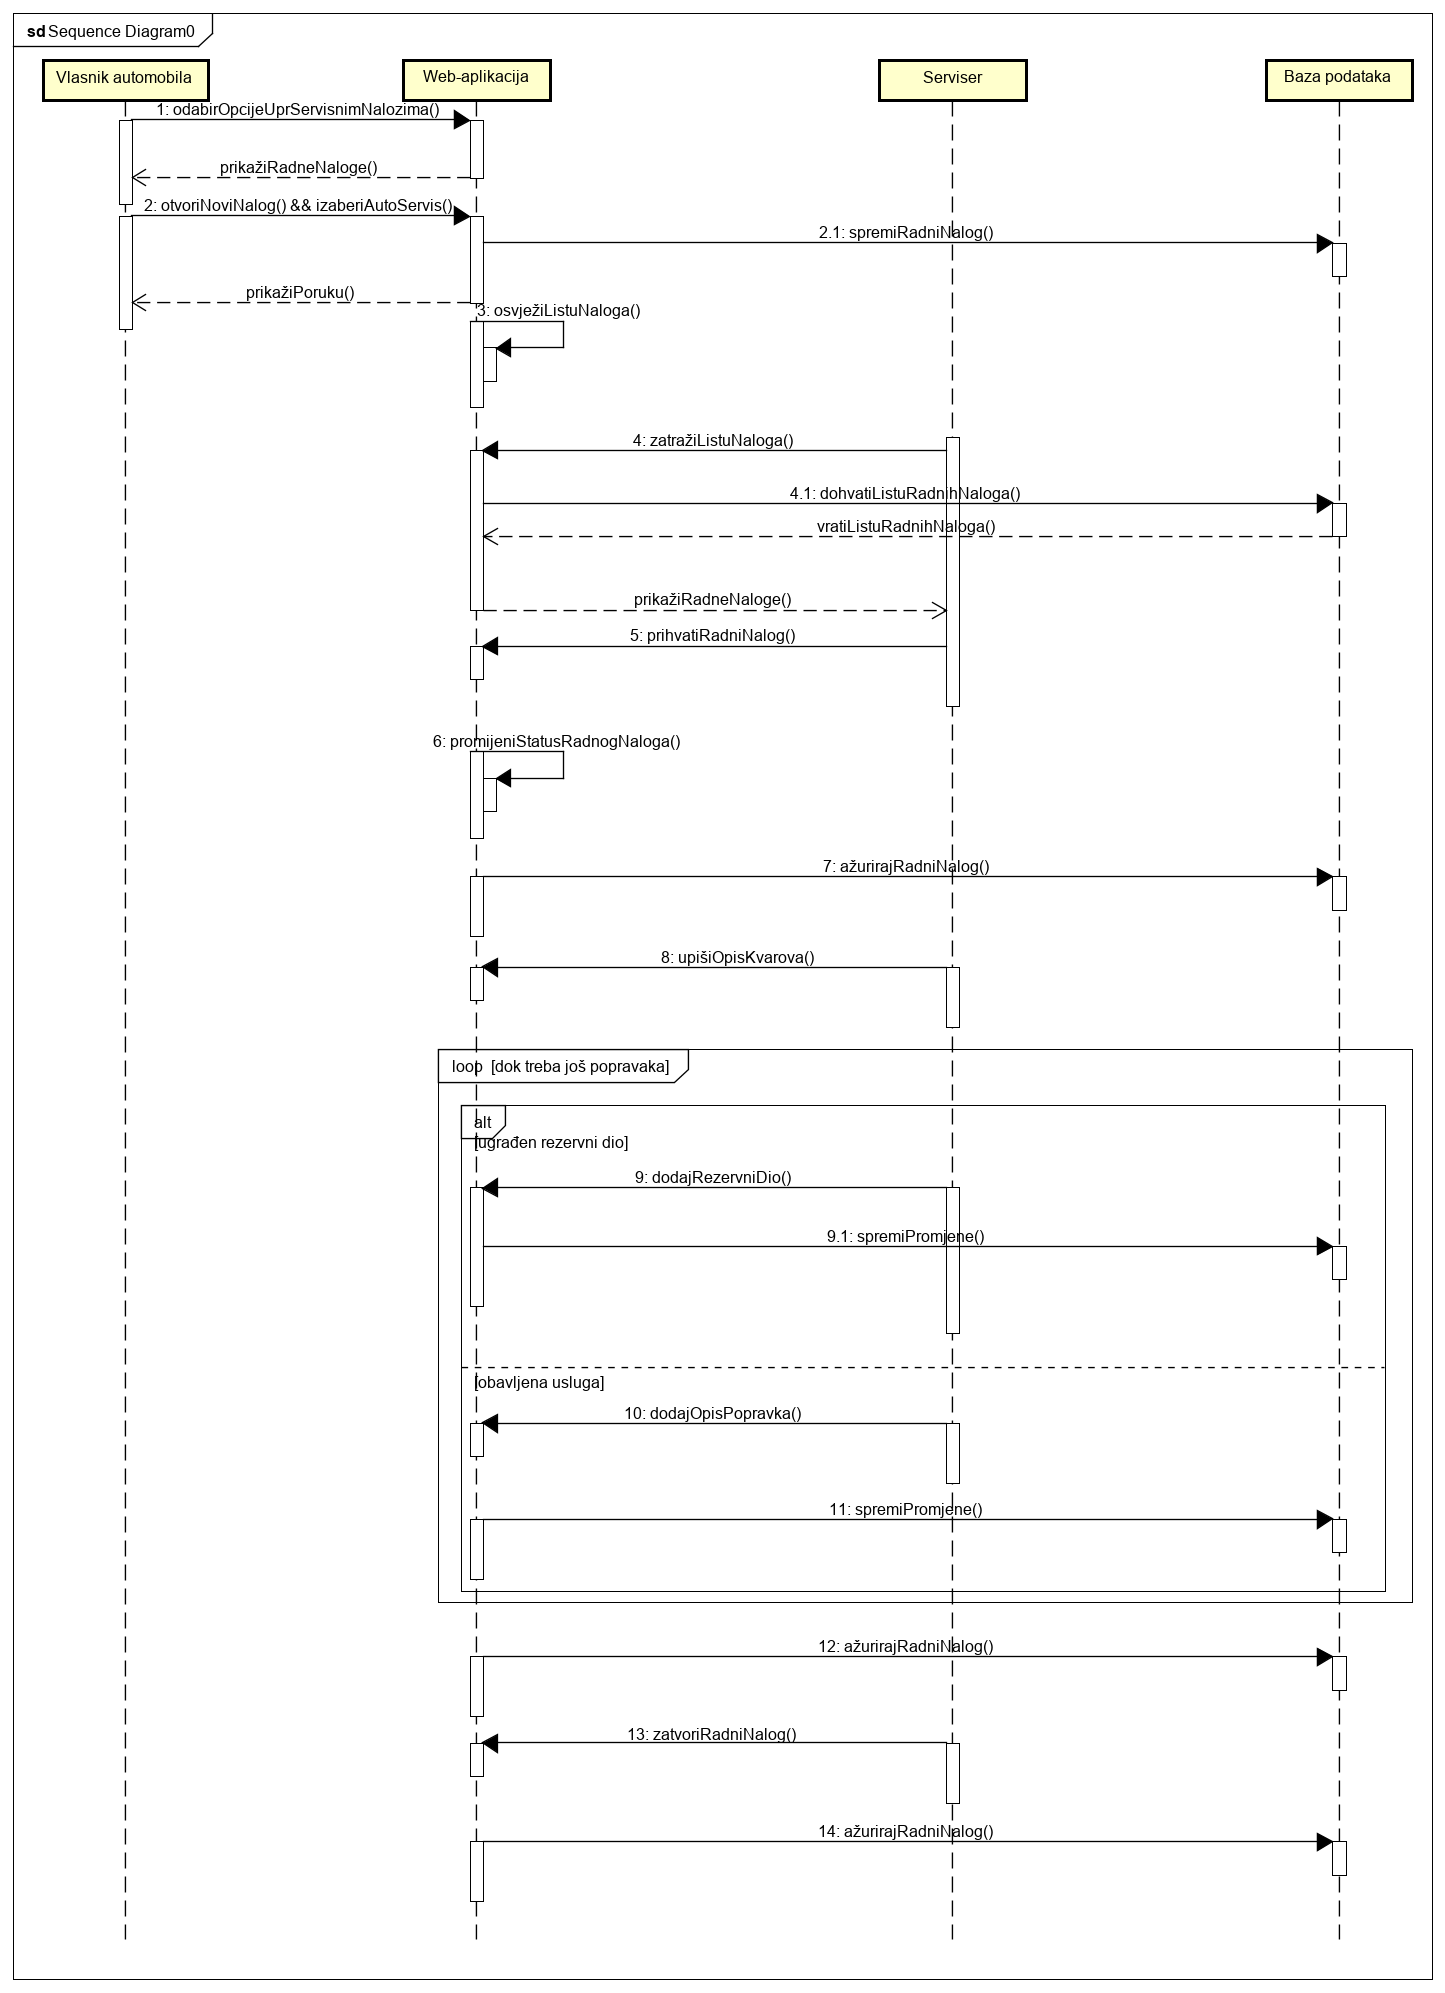 sd Sequence Diagram0
Vlasnik automobila
Web-aplikacija
Serviser
Baza podataka
1: odabirOpcijeUprServisnimNalozima()
prikažiRadneNaloge()
2: otvoriNoviNalog() && izaberiAutoServis()
2.1: spremiRadniNalog()
prikažiPoruku()
3: osvježiListuNaloga()
4: zatražiListuNaloga()
4.1: dohvatiListuRadnihNaloga()
vratiListuRadnihNaloga()
prikažiRadneNaloge()
5: prihvatiRadniNalog()
6: promijeniStatusRadnogNaloga()
7: ažurirajRadniNalog()
8: upišiOpisKvarova()
loop [dok treba još popravaka]
alt
[ugrađen rezervni dio]
9: dodajRezervniDio()
9.1: spremiPromjene()
[obavljena usluga]
10: dodajOpisPopravka()
11: spremiPromjene()
12: ažurirajRadniNalog()
13: zatvoriRadniNalog()
14: ažurirajRadniNalog()